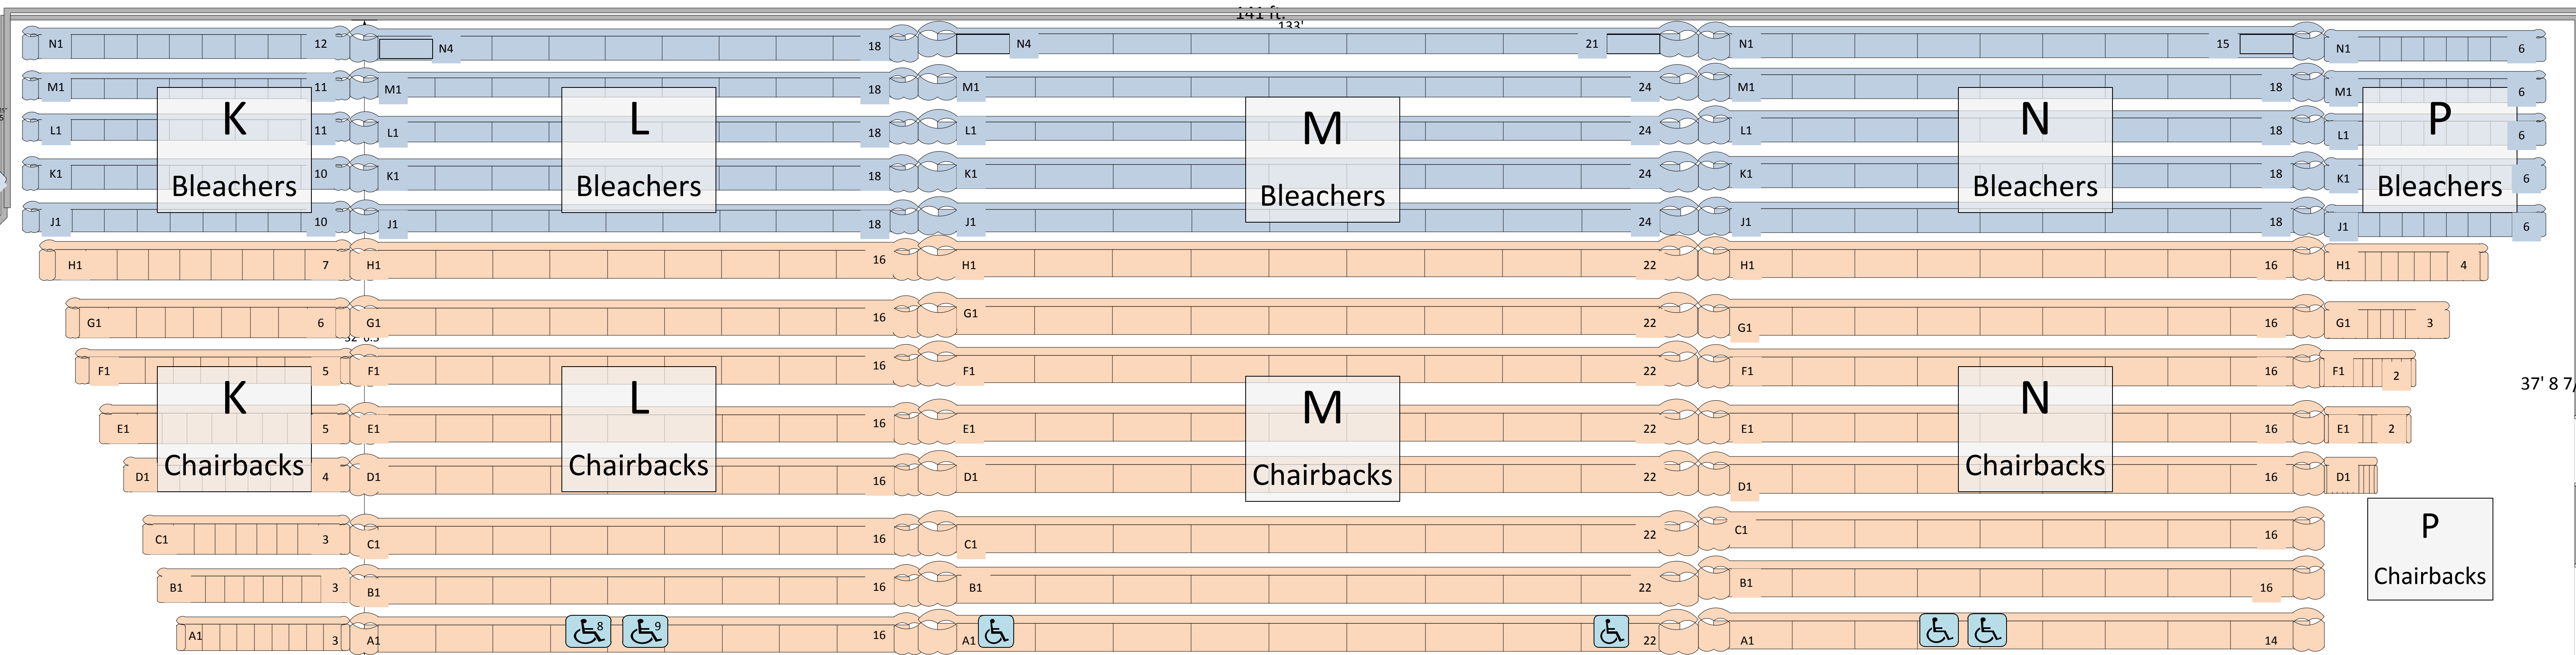 141 ft.
133'
N1 12 N4 18 N4 21 N1 15 N1 6
M1 11 M1 18 M1 24 M1 18 M1 6
L1 11 L1 18 L1 24 L1 18 L1 6
K1 10 K1 18 K1 24 K1 18 K1 6
J1 10 J1 18 J1 24 J1 18 J1 6
K L M N P
Bleachers Bleachers Bleachers Bleachers Bleachers
H1 7 H1 16 H1 22 H1 16 H1 4
G1 6 G1 16 G1 22 G1 16 G1 3
F1 5 F1 16 F1 22 F1 16 F1 2
37' 8 7/
E1 5 E1 16 E1 22 E1 16 E1 2
D1 4 D1 16 D1 22 D1 16 D1
K L M N
Chairbacks Chairbacks Chairbacks Chairbacks
C1 3 C1 16 C1 22 C1 16
B1 3 B1 16 B1 22 B1 16
P
Chairbacks
A1 3 A1 8 9 16 A1 22 A1 14